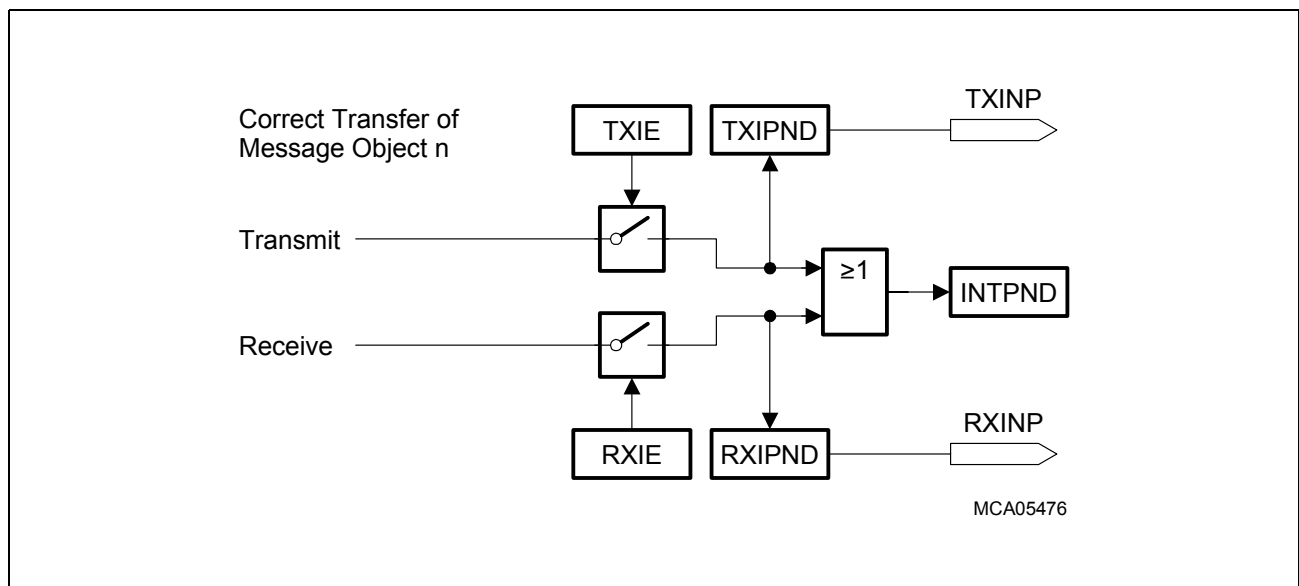 Correct Transfer of
Message Object n
TXIE
TXIPND
TXINP
Transmit
≥1
INTPND
Receive
RXIE
RXIPND
RXINP
MCA05476